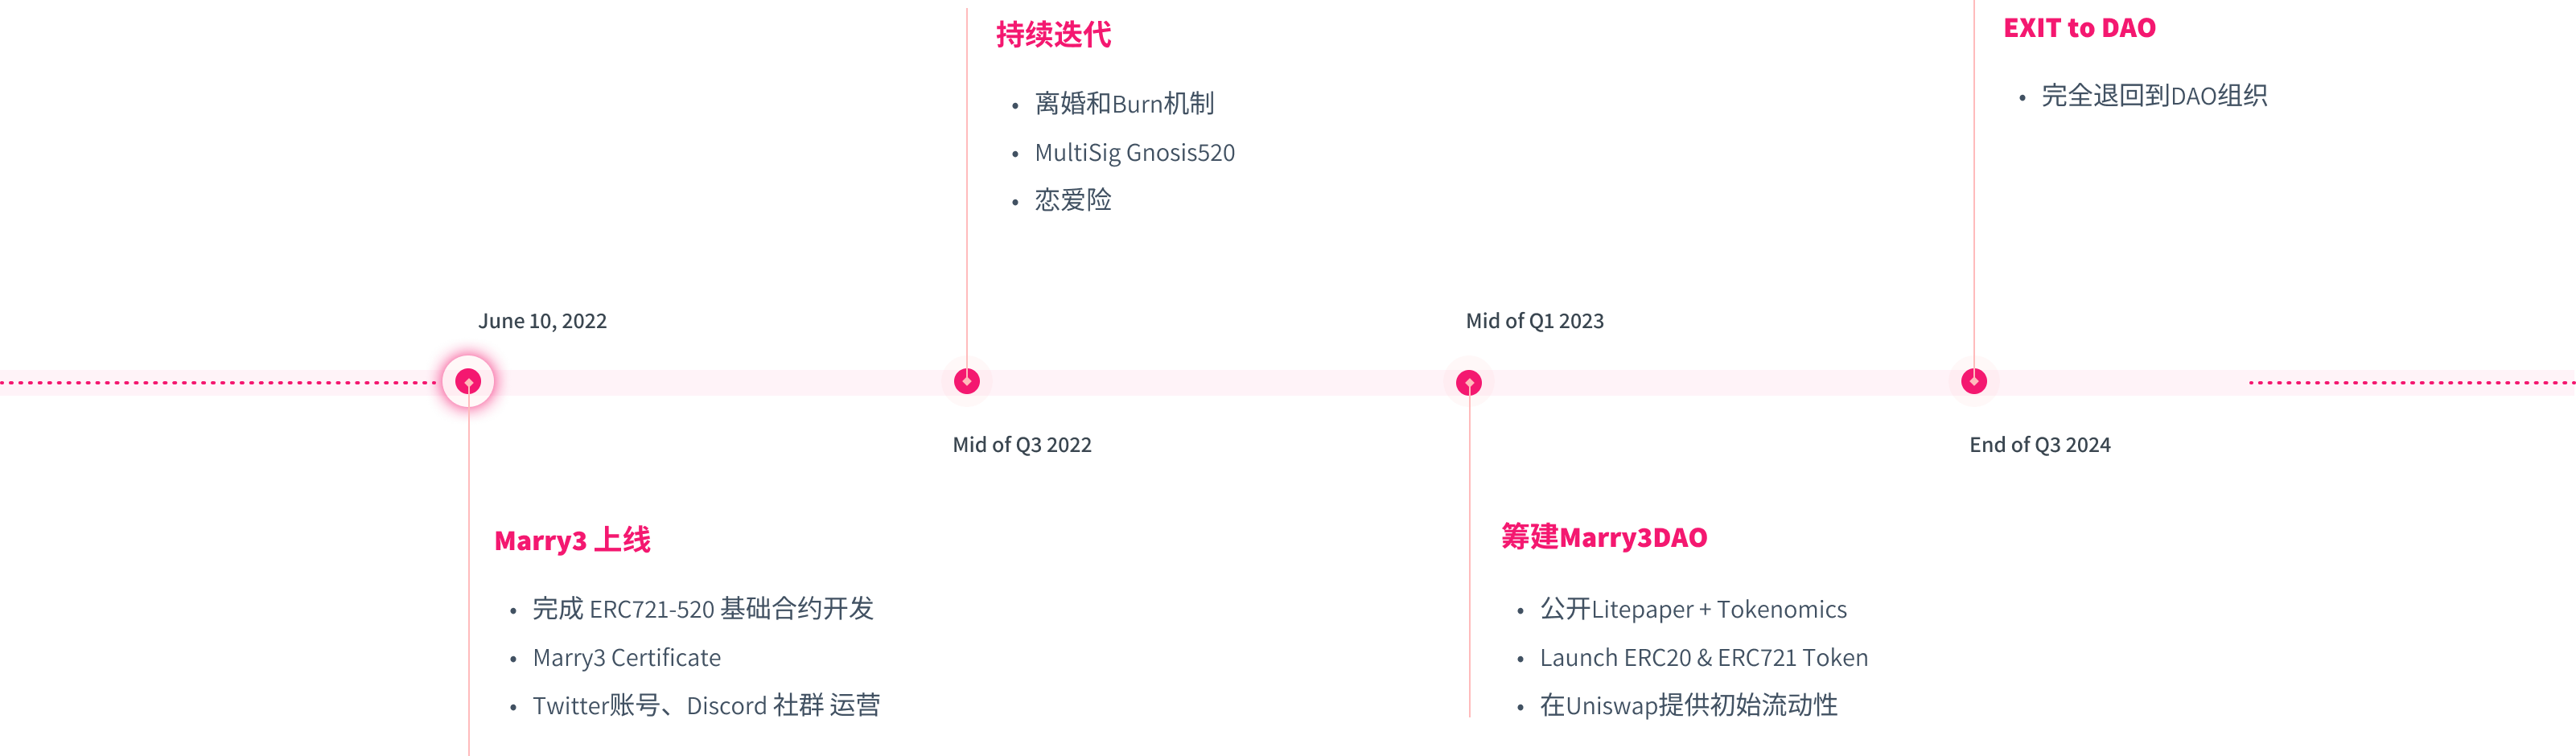 持续迭代
• 离婚和Burn机制
• MultiSig Gnosis520
• 恋爱险
EXIT to DAO
• 完全退回到DAO组织
June 10, 2022
Mid of Q1 2023
Mid of Q3 2022
End of Q3 2024
Marry3 上线
• 完成 ERC721-520 基础合约开发
• Marry3 Certificate
• Twitter账号、Discord 社群 运营
筹建Marry3DAO
• 公开Litepaper + Tokenomics
• Launch ERC20 & ERC721 Token
• 在Uniswap提供初始流动性